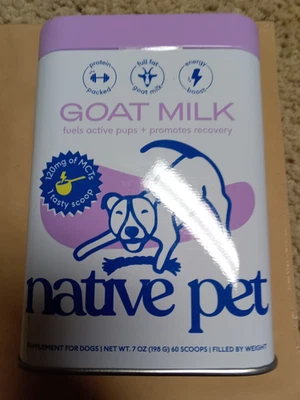 protein
packed
full fat
goat milk
energy
boost
GOAT MILK
fuels active pups + promotes recovery
120mg of MCTs
1 tasty scoop
native pet
SUPPLEMENT FOR DOGS | NET WT. 7 OZ (198 G) 60 SCOOPS | FILLED BY WEIGHT